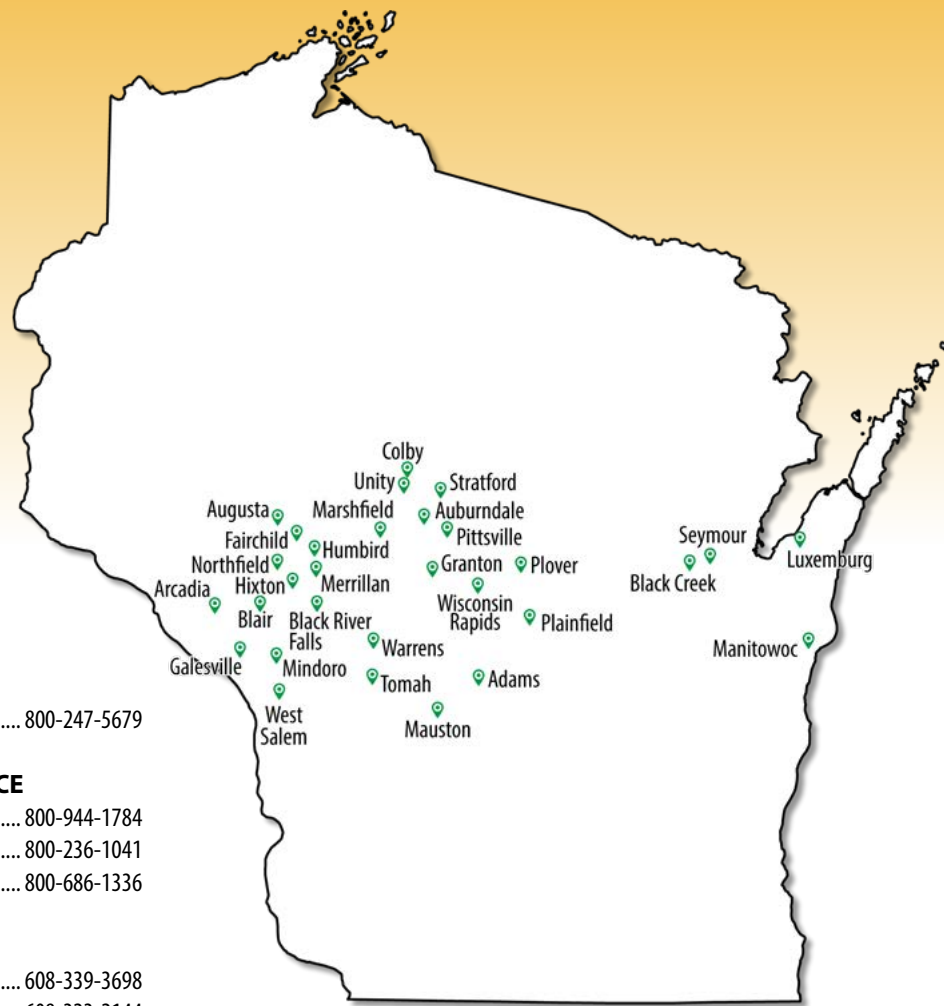 Colby
Unity
Stratford
Augusta
Marshfield
Auburndale
Fairchild
Humbird
Pittsville
Seymour
Northfield
Granton
Plover
Luxemburg
Arcadia
Hixton
Merrillan
Black Creek
Blair
Black River
Falls
Wisconsin
Rapids
Plainfield
Galesville
Mindoro
Warrens
Manitowoc
Tomah
Adams
West
Salem
Mauston
.... 800-247-5679
CE
.... 800-944-1784
.... 800-236-1041
.... 800-686-1336
.... 608-339-3698